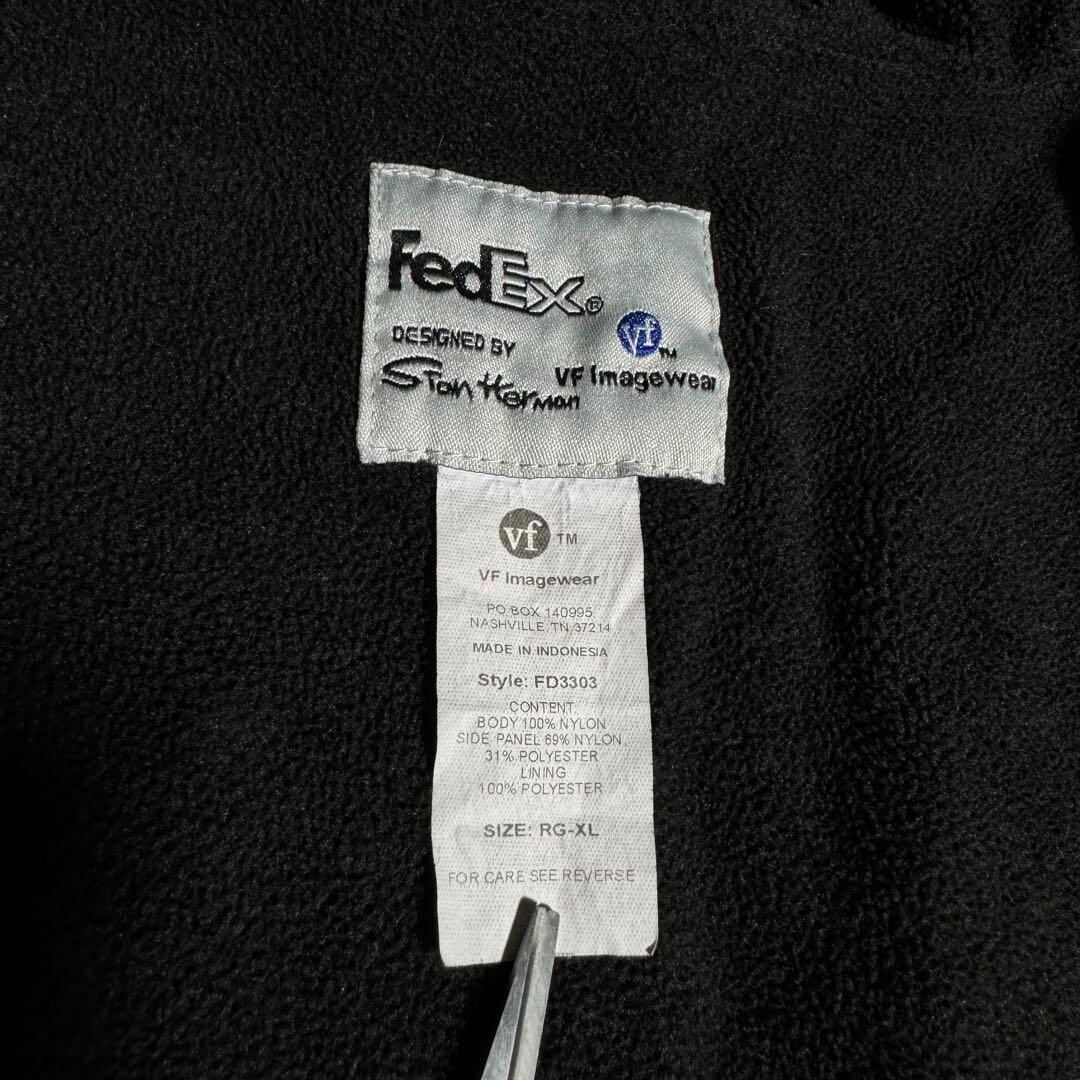 FedEx®
DESIGNED BY
Stan Herman
vf™
VF Imagewear
vf TM
VF Imagewear
PO BOX 140995
NASHVILLE, TN 37214
MADE IN INDONESIA
Style: FD3303
CONTENT
BODY 100% NYLON
SIDE PANEL 69% NYLON,
31% POLYESTER
LINING
100% POLYESTER
SIZE: RG-XL
FOR CARE SEE REVERSE